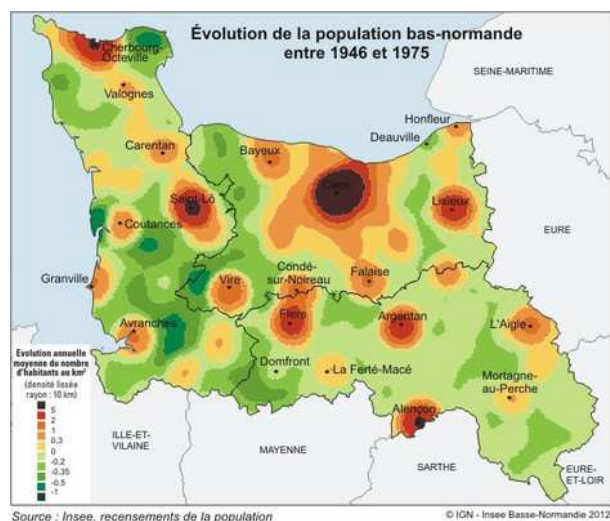 Évolution de la population bas-normande
entre 1946 et 1975
SEINE-MARITIME
Cherbourg-
Octeville
Valognes
Honfleur
Deauville
Carentan
Bayeux
Caen
Lisieux
Saint-Lô
Coutances
EURE
Granville
Vire
Condé-
sur-Noireau
Falaise
Avranches
Flers
Argentan
L'Aigle
Domfront
La Ferté-Macé
Mortagne-
au-Perche
Alençon
ILLE-ET-
VILAINE
MAYENNE
SARTHE
EURE-
ET-LOIR
Evolution annuelle
moyenne du nombre
d'habitants au km²
(densité lissée
rayon : 10 km)
5
2
1
0,3
0
-0,2
-0,35
-0,5
-1
Source : Insee, recensements de la population
© IGN - Insee Basse-Normandie 2012